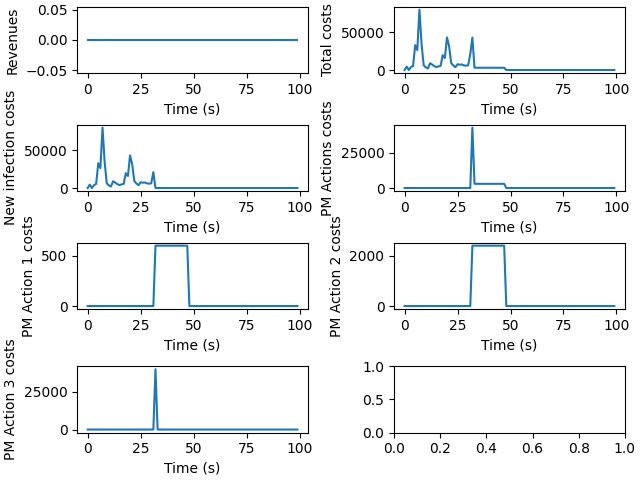 Revenues
0.05
0.00
−0.05
0 25 50 75 100
Time (s)
Total costs
50000
0
0 25 50 75 100
Time (s)
New infection costs
50000
0
0 25 50 75 100
Time (s)
PM Actions costs
25000
0
0 25 50 75 100
Time (s)
PM Action 1 costs
500
0
0 25 50 75 100
Time (s)
PM Action 2 costs
2000
0
0 25 50 75 100
Time (s)
PM Action 3 costs
25000
0
0 25 50 75 100
Time (s)
1.0
0.5
0.0
0.0 0.2 0.4 0.6 0.8 1.0